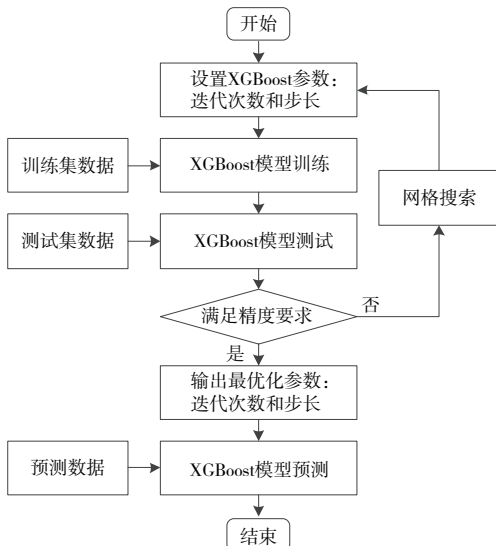 开始
设置XGBoost参数：
迭代次数和步长
训练集数据
XGBoost模型训练
网格搜索
测试集数据
XGBoost模型测试
满足精度要求
否
是
输出最优化参数：
迭代次数和步长
预测数据
XGBoost模型预测
结束